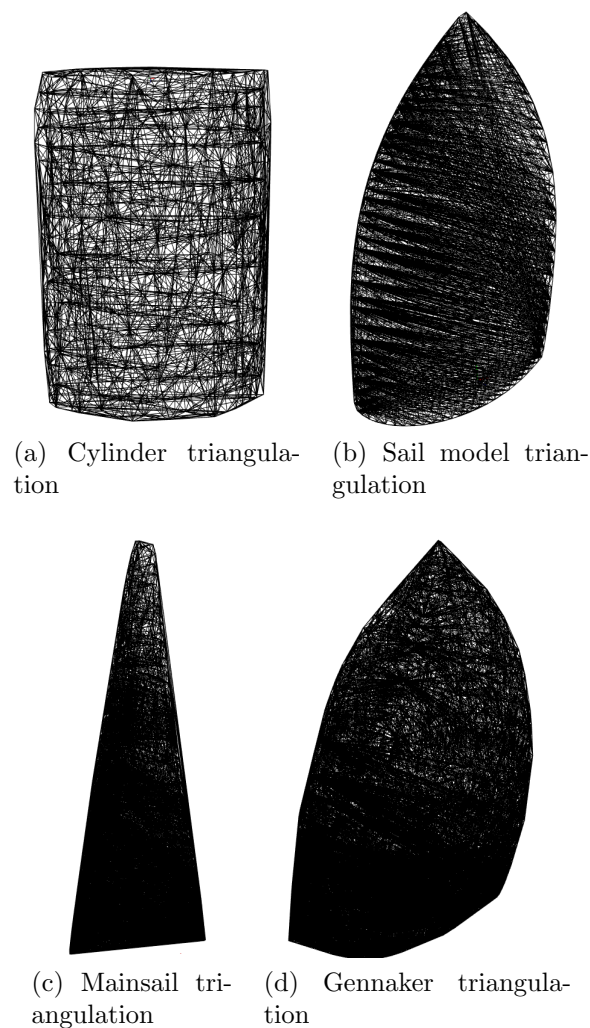 (a) Cylinder triangula-
tion
(b) Sail model trian-
gulation
(c) Mainsail tri-
angulation
(d) Gennaker triangula-
tion